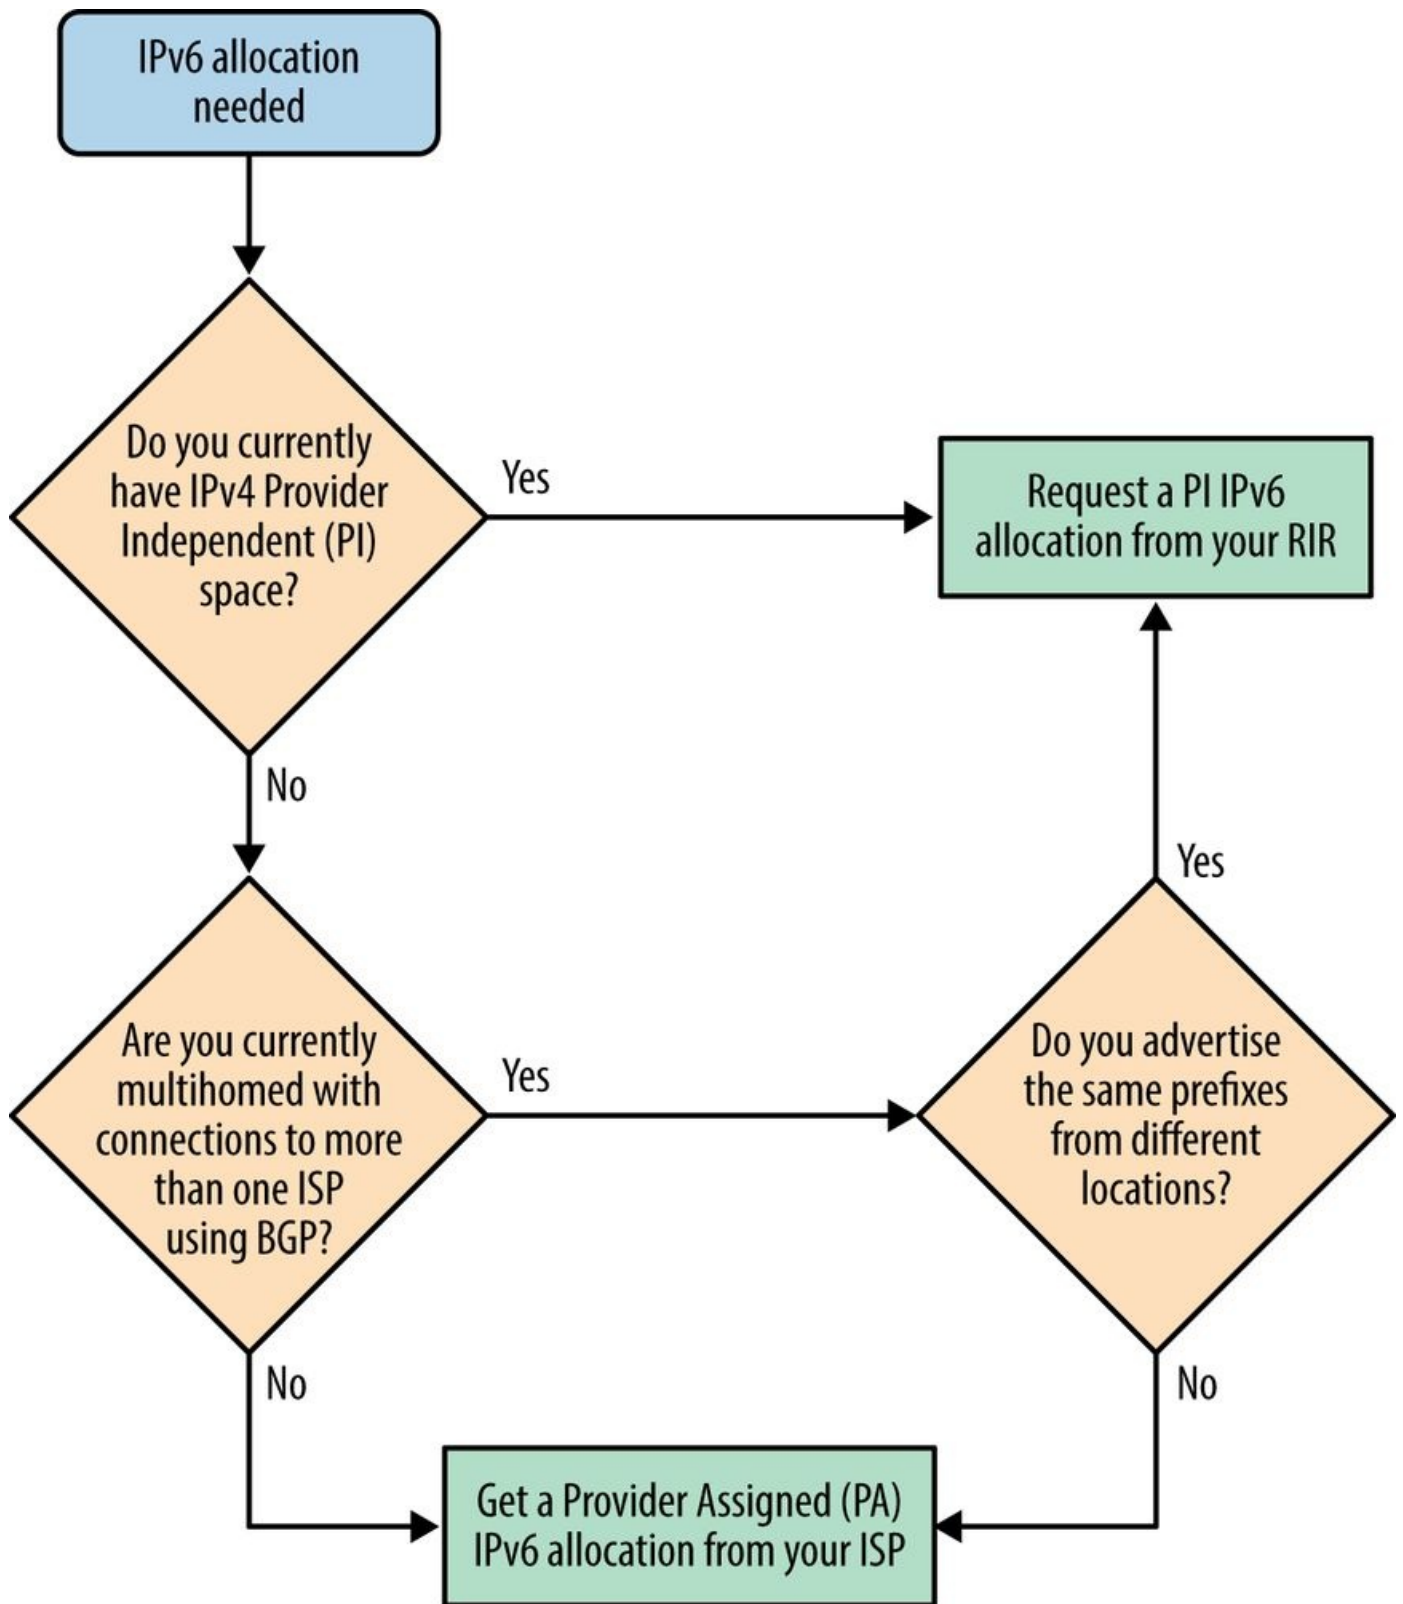 IPv6 allocation
needed
Do you currently
have IPv4 Provider
Independent (PI)
space?
Yes
Request a PI IPv6
allocation from your RIR
No
Yes
Are you currently
multihomed with
connections to more
than one ISP
using BGP?
Yes
Do you advertise
the same prefixes
from different
locations?
No
No
Get a Provider Assigned (PA)
IPv6 allocation from your ISP